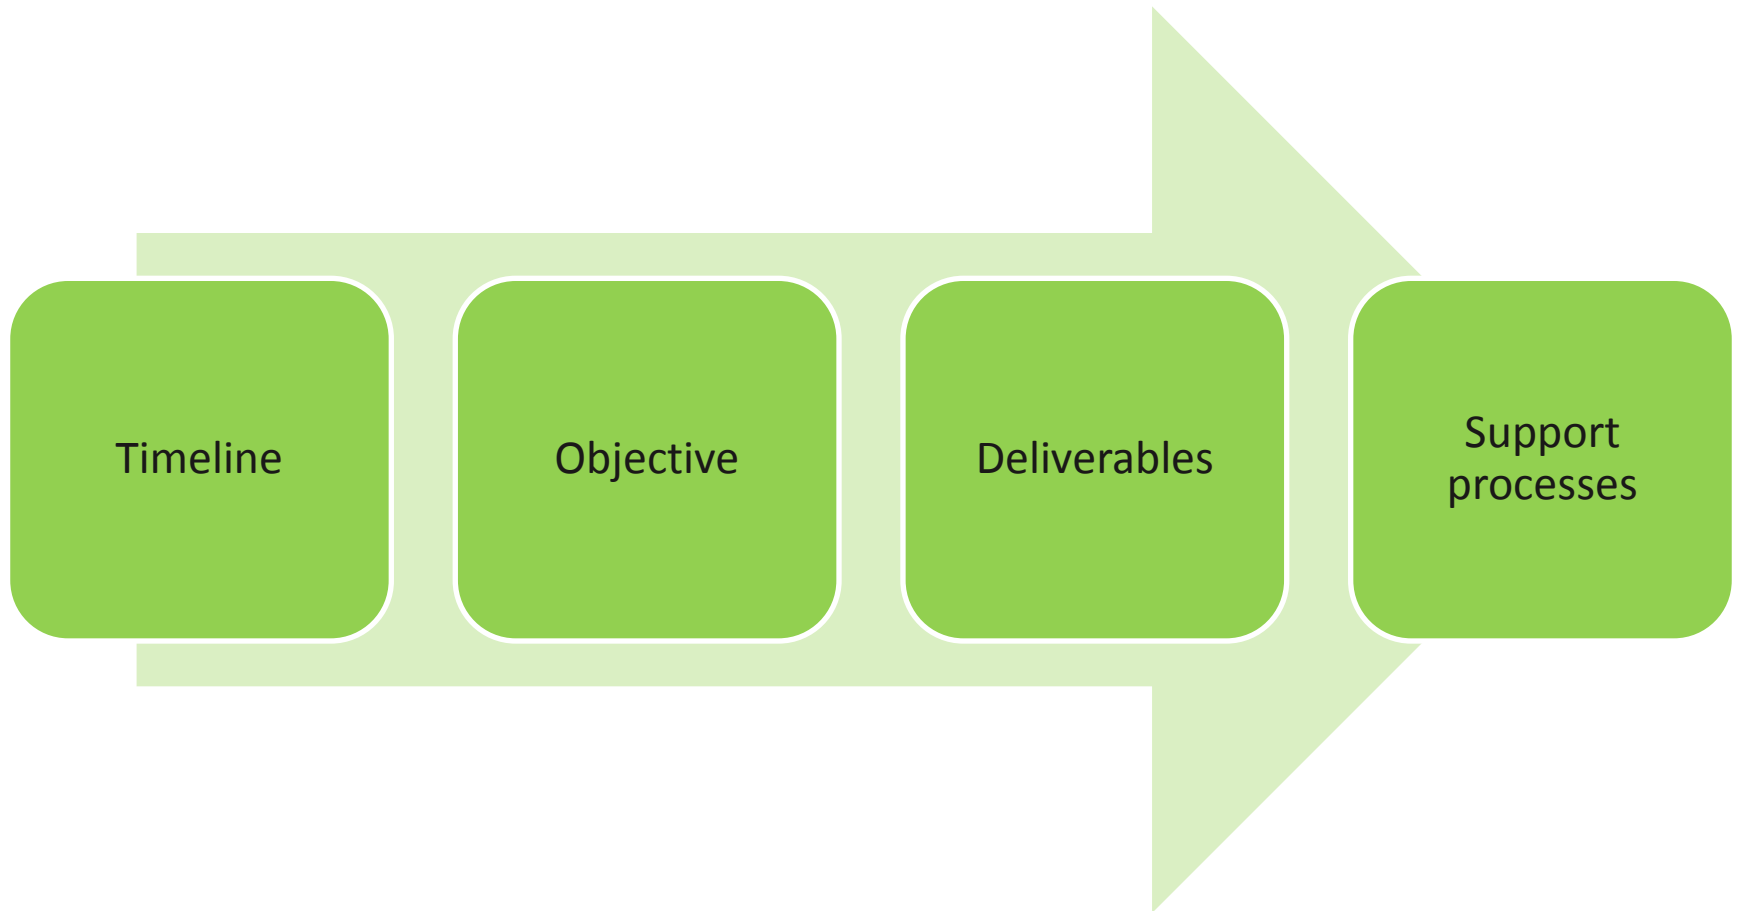 Timeline
Objective
Deliverables
Support
processes